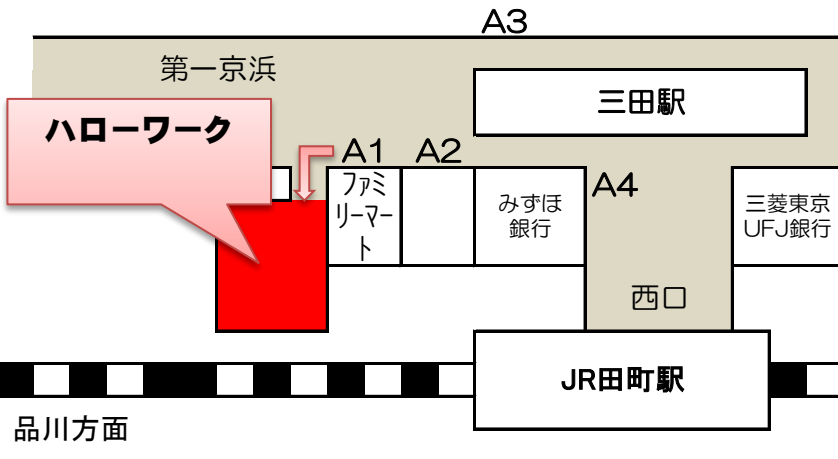 A3
第一京浜
三田駅
ハローワーク
A1
A2
ファミ
リーマー
ト
みずほ
銀行
A4
三菱東京
UFJ銀行
西口
JR田町駅
品川方面